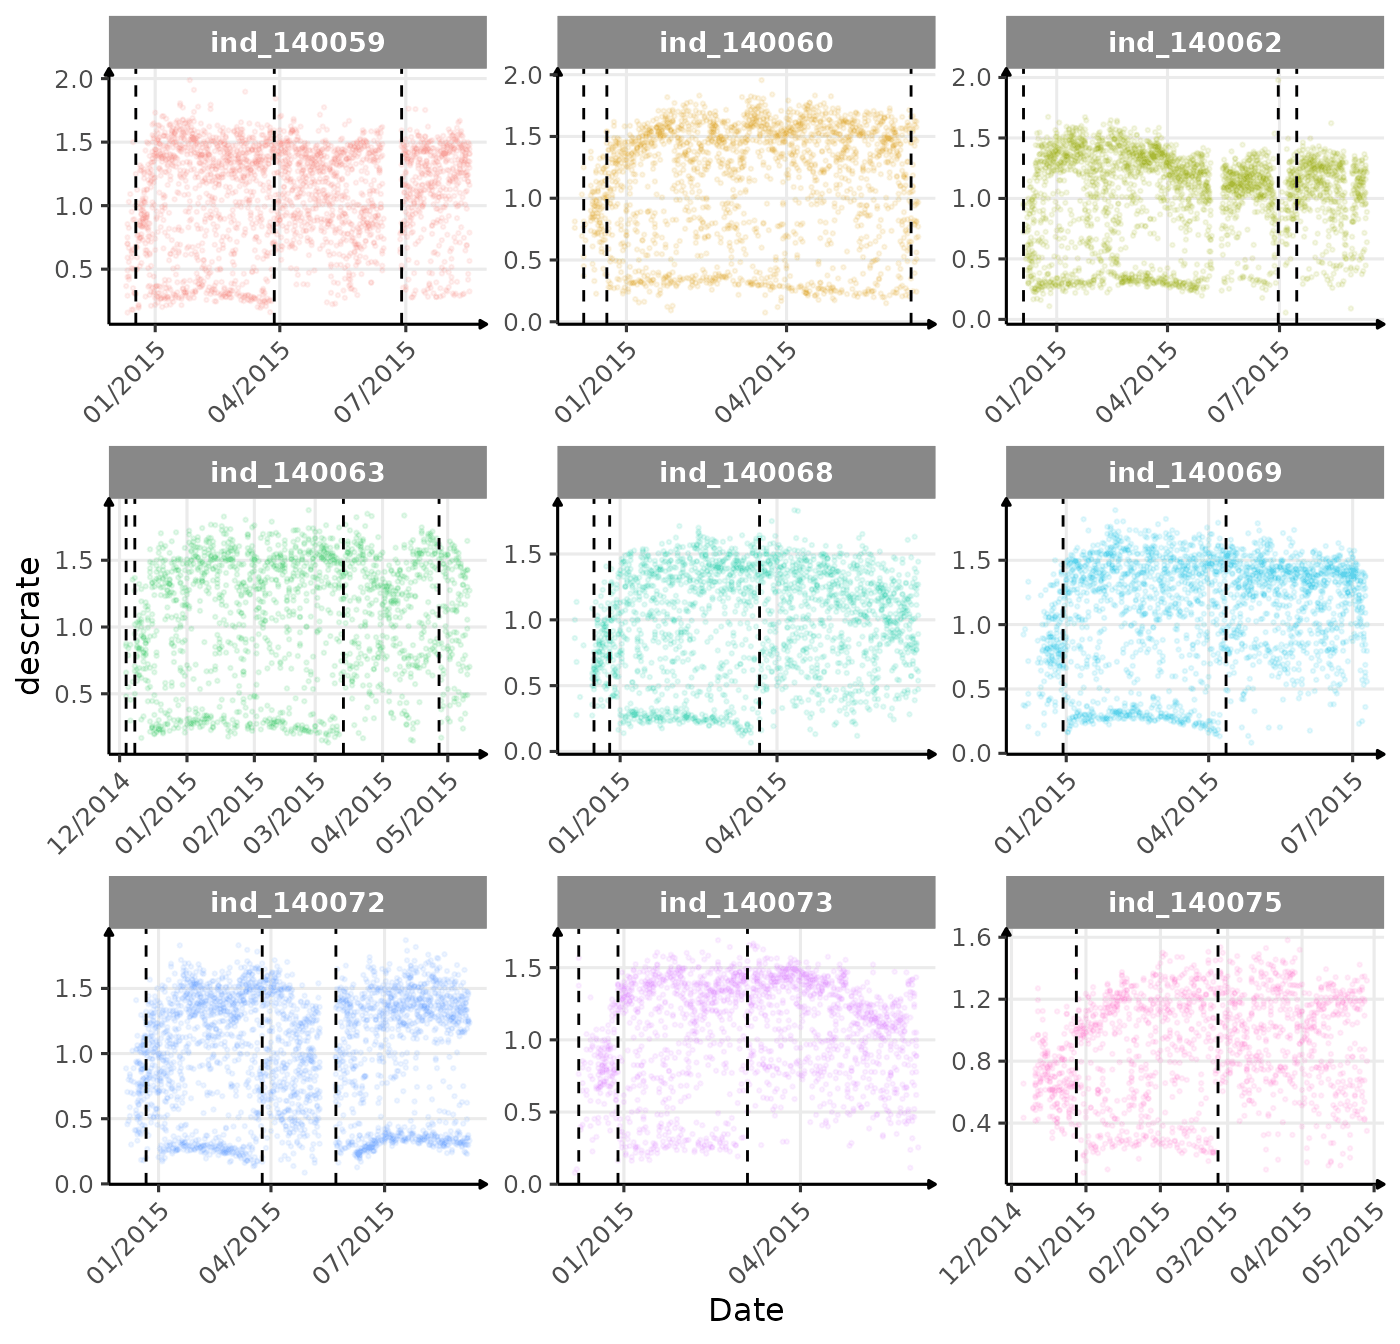 ind_140059 ind_140060 ind_140062
2.0 1.5 1.0 0.5
2.0 1.5 1.0 0.5 0.0
2.0 1.5 1.0 0.5 0.0
01/2015 04/2015 07/2015
01/2015 04/2015
01/2015 04/2015 07/2015
ind_140063 ind_140068 ind_140069
descrate
1.5 1.0 0.5
1.5 1.0 0.5 0.0
1.5 1.0 0.5 0.0
12/2014 01/2015 02/2015 03/2015 04/2015 05/2015
01/2015 04/2015
01/2015 04/2015 07/2015
ind_140072 ind_140073 ind_140075
1.5 1.0 0.5 0.0
1.5 1.0 0.5 0.0
1.6 1.2 0.8 0.4
01/2015 04/2015 07/2015
01/2015 04/2015
12/2014 01/2015 02/2015 03/2015 04/2015 05/2015
Date